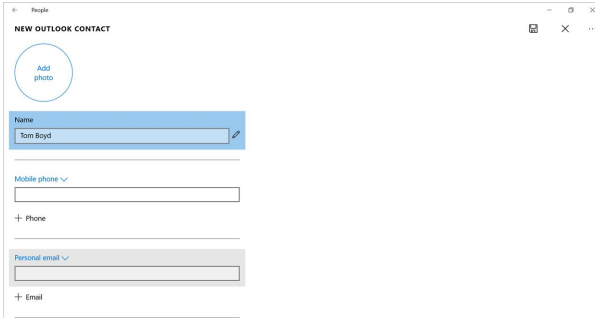 People
NEW OUTLOOK CONTACT
Add
photo
Name
Tom Boyd
Mobile phone
+ Phone
Personal email
+ Email